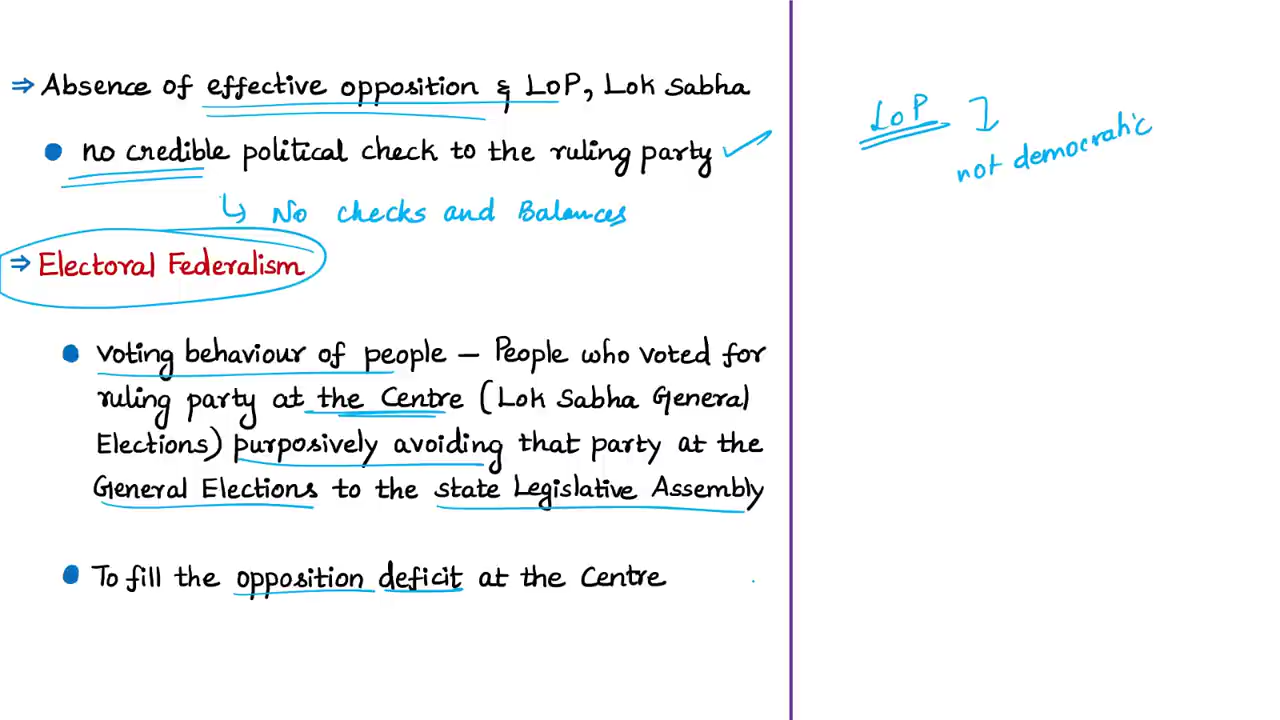 ⇒ Absence of effective opposition & LoP, Lok Sabha
• no credible political check to the ruling party ✓
↳ No checks and Balances
⇒ Electoral Federalism
• Voting behaviour of people – People who voted for
ruling party at the Centre (Lok Sabha General
Elections) purposively avoiding that party at the
General Elections to the state Legislative Assembly
• To fill the opposition deficit at the Centre
LoP ]
not democratic